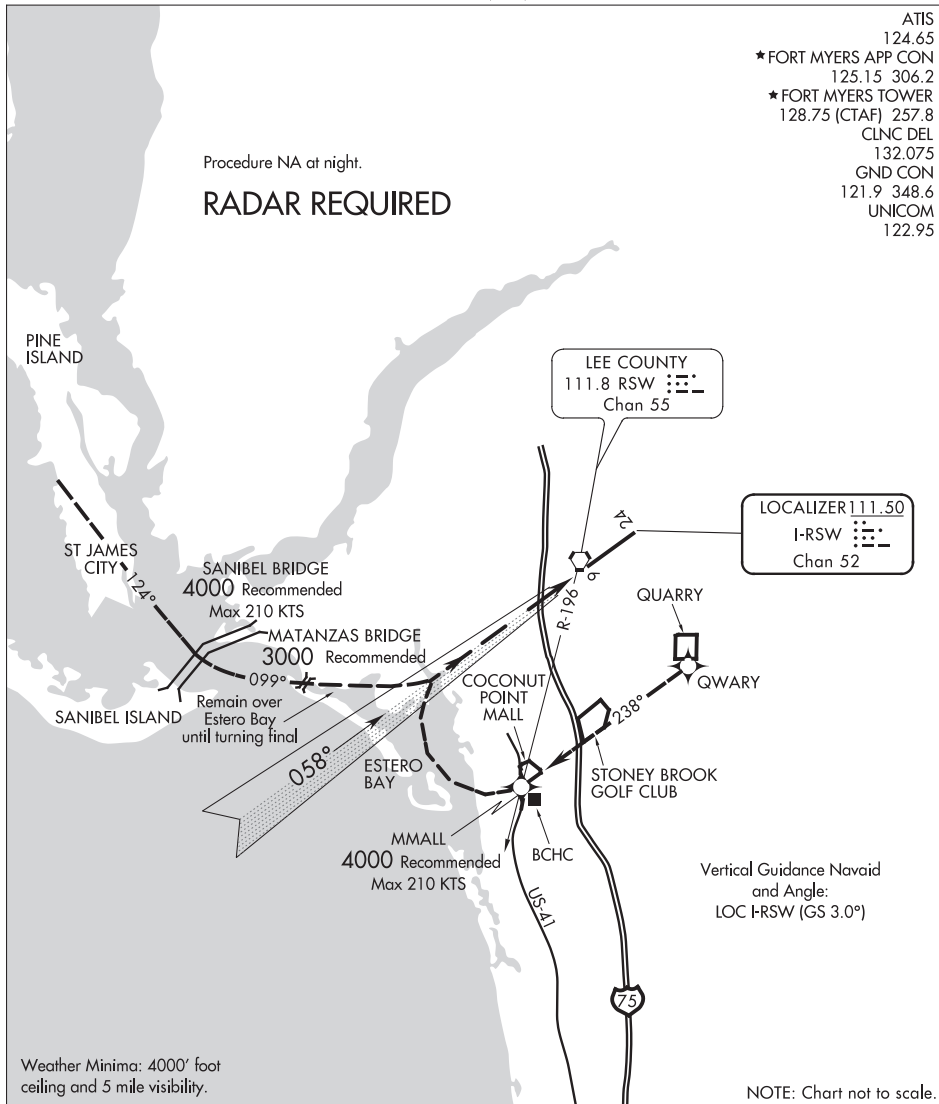 ATIS
124.65
★FORT MYERS APP CON
125.15 306.2
★FORT MYERS TOWER
128.75 (CTAF) 257.8
CLNC DEL
132.075
GND CON
121.9 348.6
UNICOM
122.95
Procedure NA at night.
RADAR REQUIRED
PINE
ISLAND
LEE COUNTY
111.8 RSW
Chan 55
LOCALIZER 111.50
I-RSW
Chan 52
24
6
R-196
ST JAMES
CITY
124°
SANIBEL BRIDGE
4000 Recommended
Max 210 KTS
MATANZAS BRIDGE
3000 Recommended
099°
SANIBEL ISLAND
Remain over
Estero Bay
until turning final
058°
ESTERO
BAY
QUARRY
QWARY
COCONUT
POINT
MALL
238°
STONEY BROOK
GOLF CLUB
MMALL
4000 Recommended
Max 210 KTS
BCHC
US-41
Vertical Guidance Navaid
and Angle:
LOC I-RSW (GS 3.0°)
75
Weather Minima: 4000' foot
ceiling and 5 mile visibility.
NOTE: Chart not to scale.